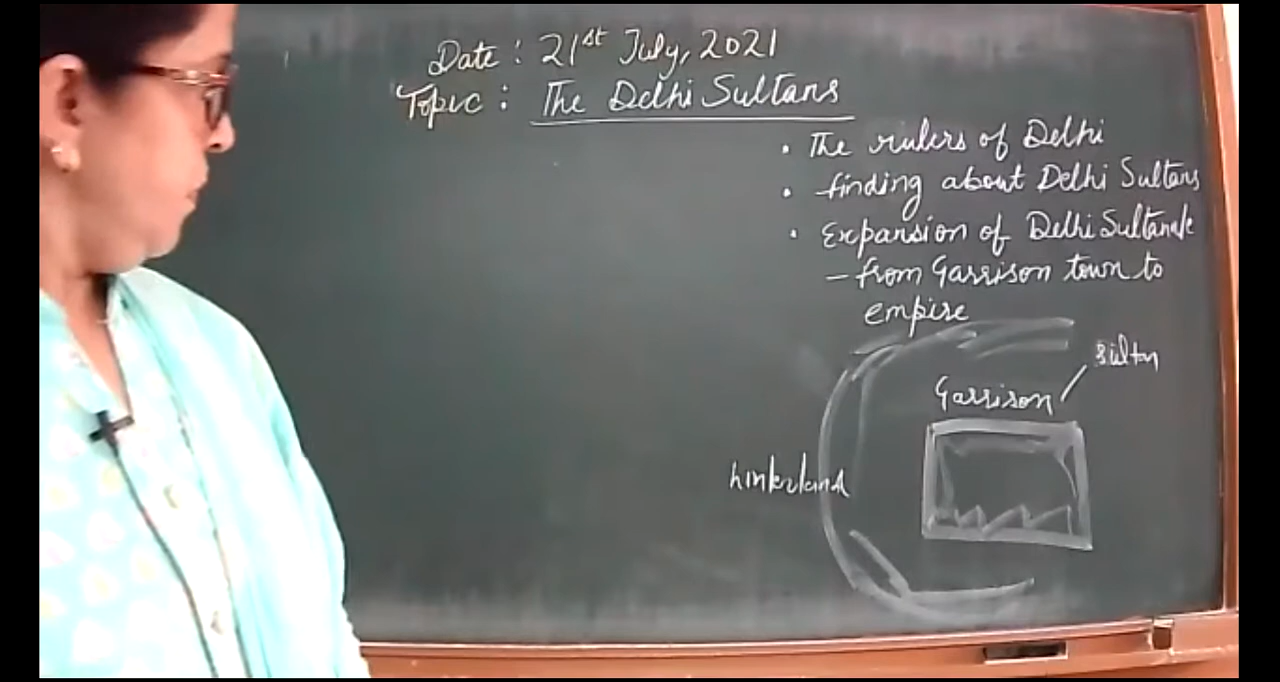 Date : 21st July, 2021
Topic : The Delhi Sultans
• The rulers of Delhi
• finding about Delhi Sultans
• Expansion of Delhi Sultanate
– from Garrison town to
empire
Sultan
Garrison
hinterland